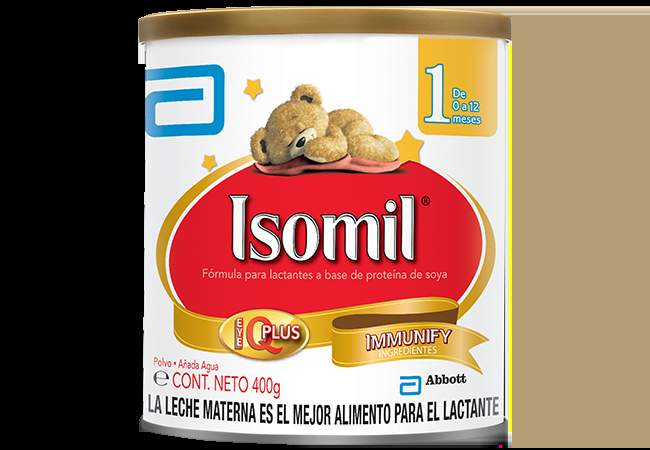 1
De
0 a 12
meses
Isomil®
Fórmula para lactantes a base de proteína de soya
EYE IQ PLUS
IMMUNIFY
INGREDIENTES
Polvo • Añada Agua
℮ CONT. NETO 400g
Abbott
LA LECHE MATERNA ES EL MEJOR ALIMENTO PARA EL LACTANTE